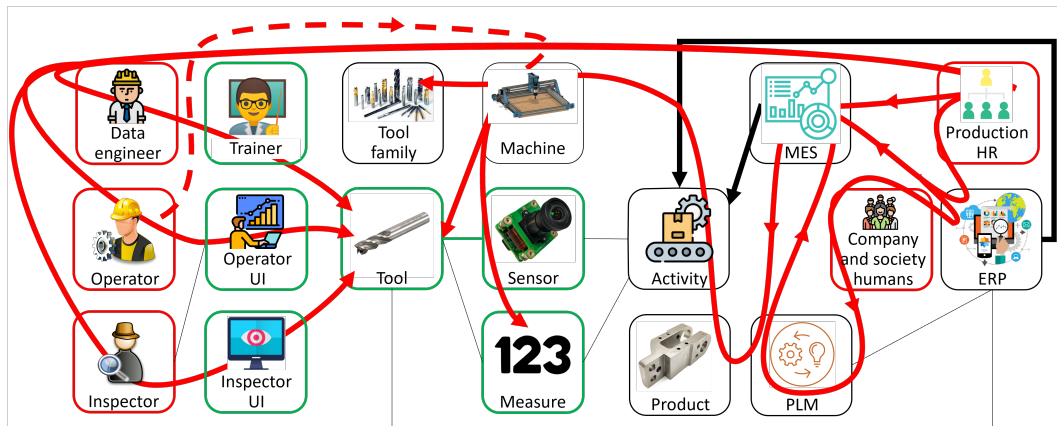 Data
engineer
Trainer
Tool
family
Machine
MES
Production
HR
Operator
Operator
UI
Tool
Sensor
Activity
Company
and society
humans
ERP
Inspector
Inspector
UI
123
Measure
Product
PLM